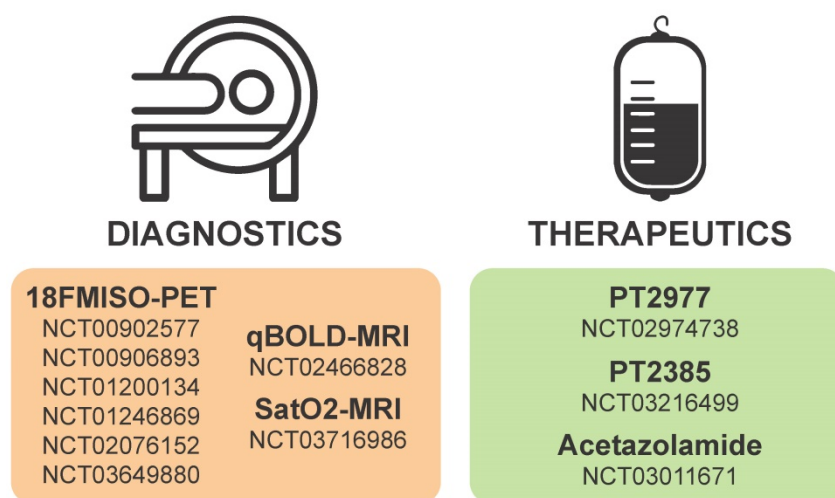 DIAGNOSTICS
18FMISO-PET
NCT00902577
NCT00906893
NCT01200134
NCT01246869
NCT02076152
NCT03649880
qBOLD-MRI
NCT02466828
SatO2-MRI
NCT03716986
THERAPEUTICS
PT2977
NCT02974738
PT2385
NCT03216499
Acetazolamide
NCT03011671